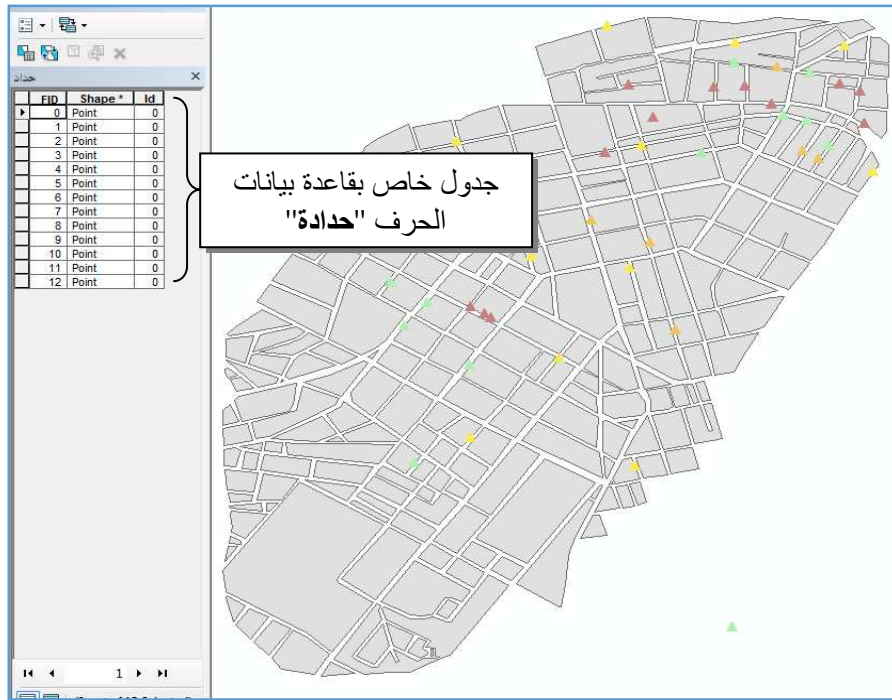 حداد
FID Shape * Id
0 Point 0
1 Point 0
2 Point 0
3 Point 0
4 Point 0
5 Point 0
6 Point 0
7 Point 0
8 Point 0
9 Point 0
10 Point 0
11 Point 0
12 Point 0
جدول خاص بقاعدة بيانات
الحرف "حدادة"
1